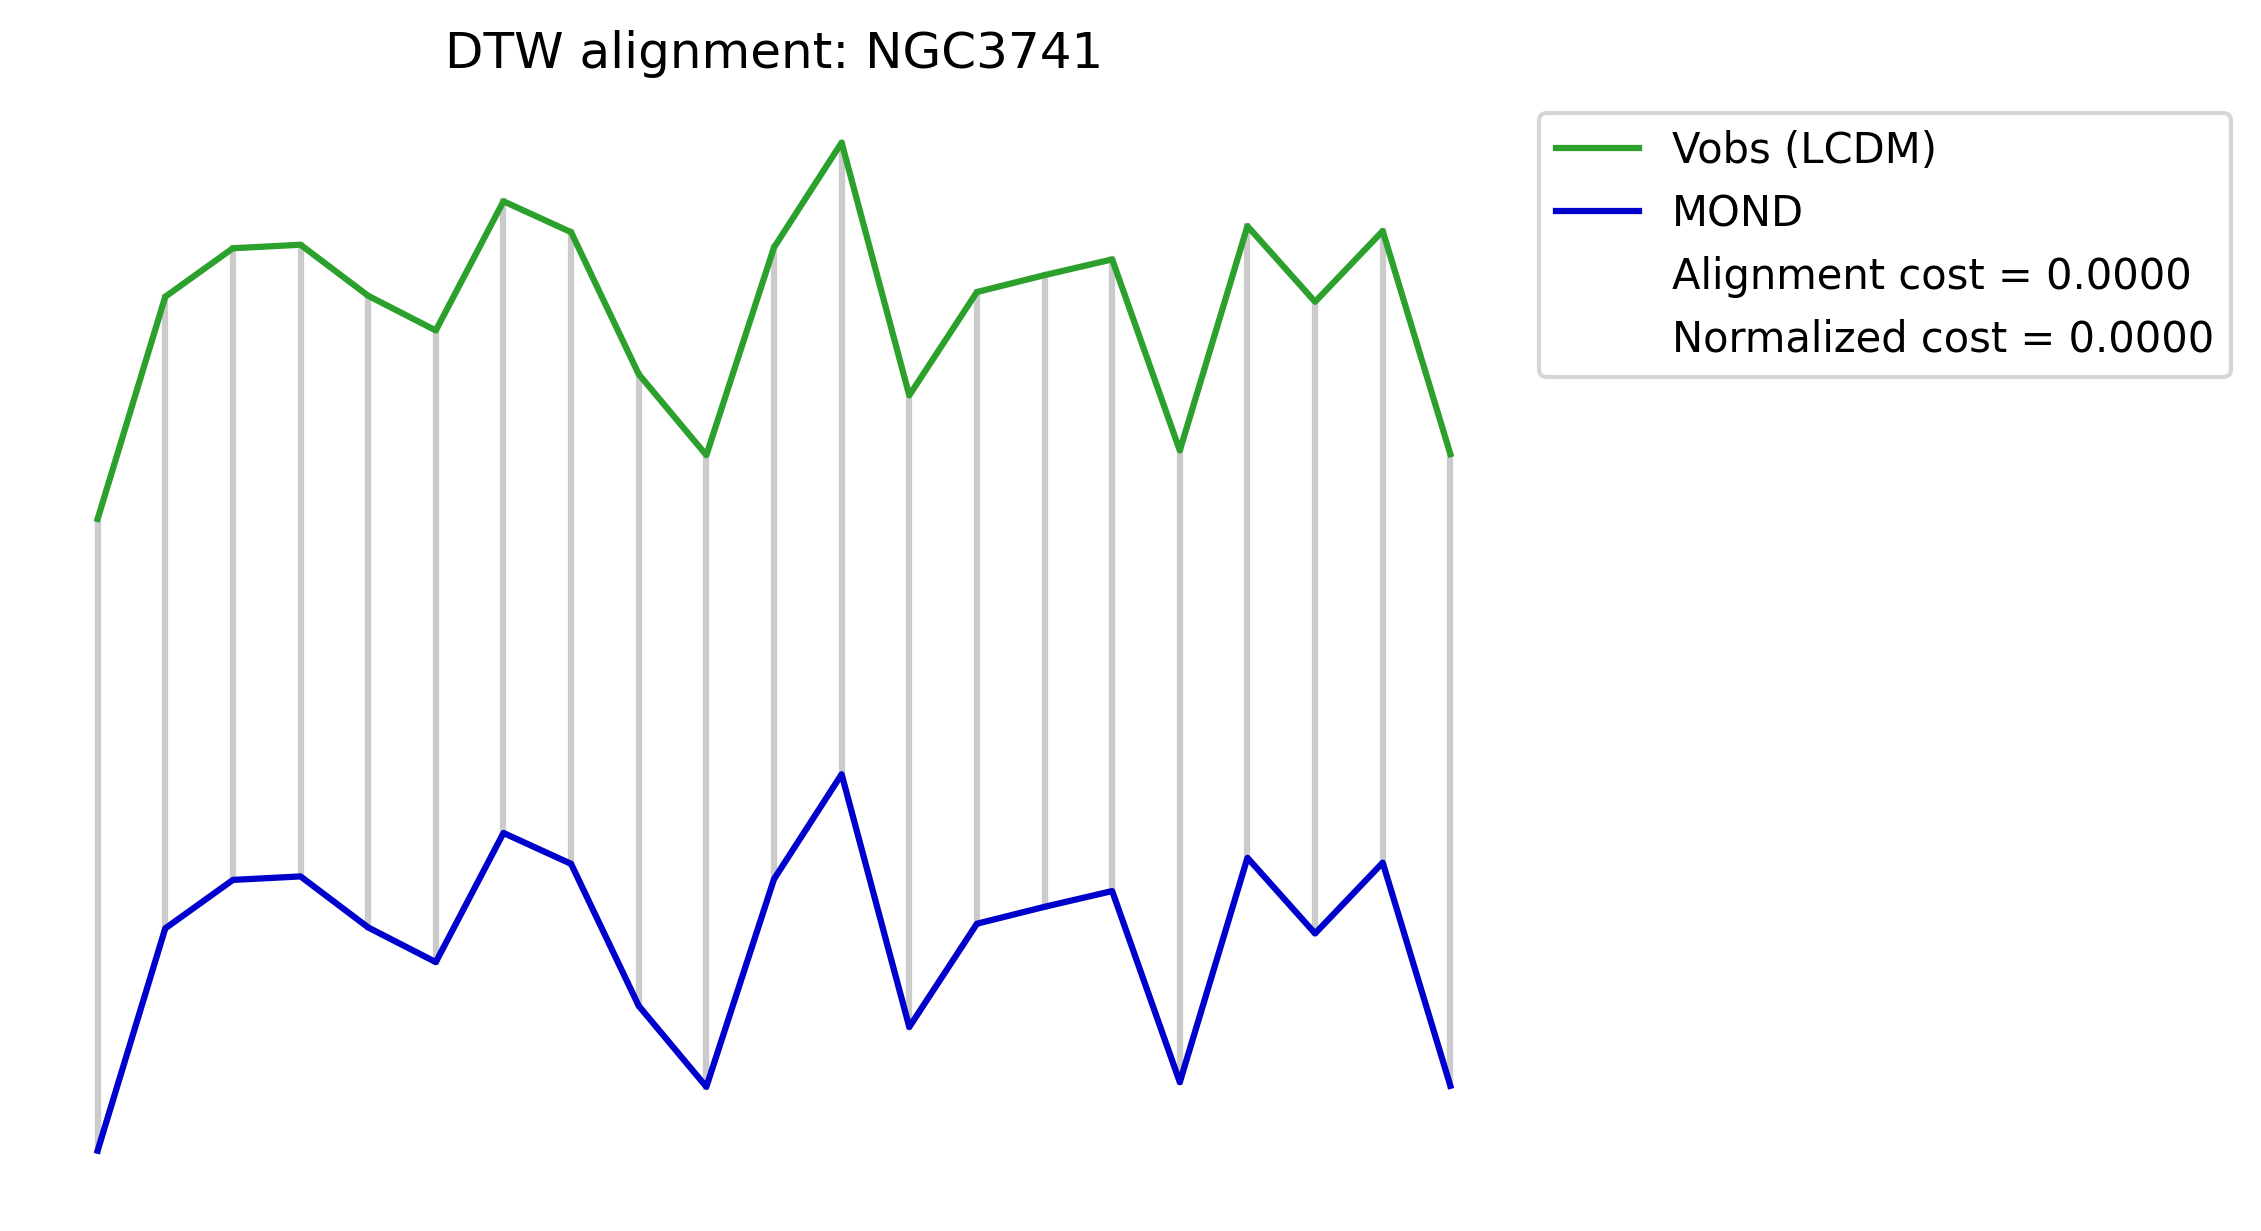 DTW alignment: NGC3741
Vobs (LCDM)
MOND
Alignment cost = 0.0000
Normalized cost = 0.0000